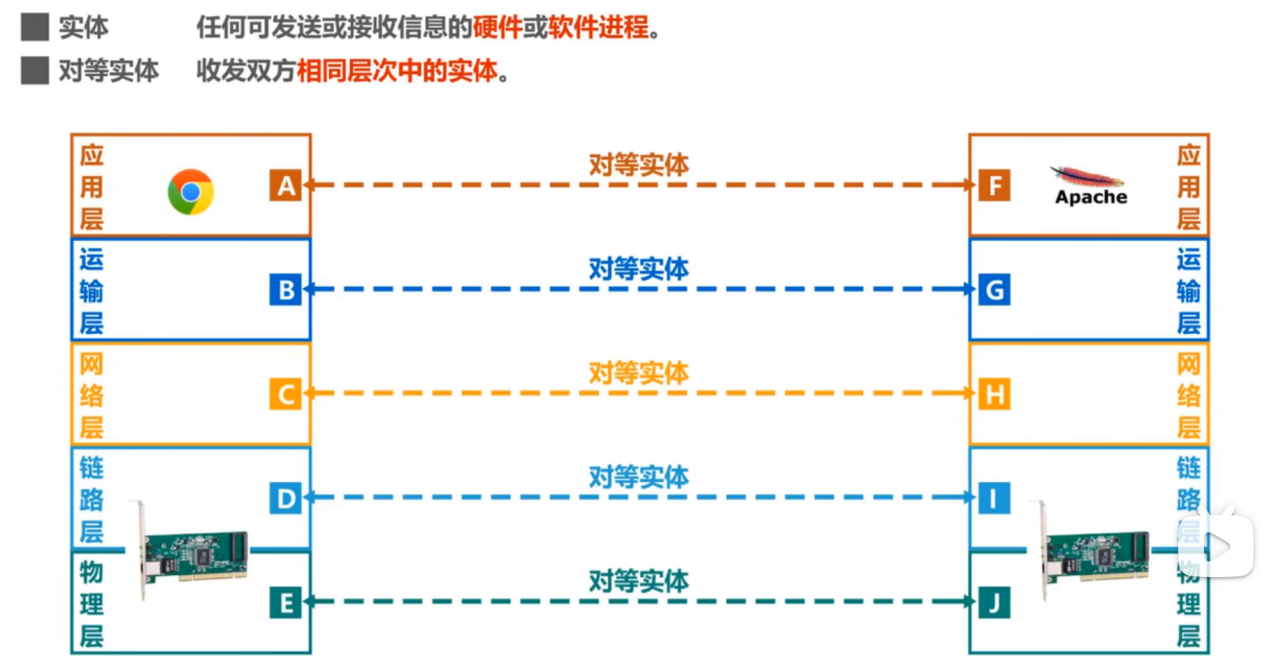 实体 任何可发送或接收信息的硬件或软件进程。
对等实体 收发双方相同层次中的实体。
应用层 A 对等实体 F Apache 应用层
运输层 B 对等实体 G 运输层
网络层 C 对等实体 H 网络层
链路层 D 对等实体 I 链路层
物理层 E 对等实体 J 物理层